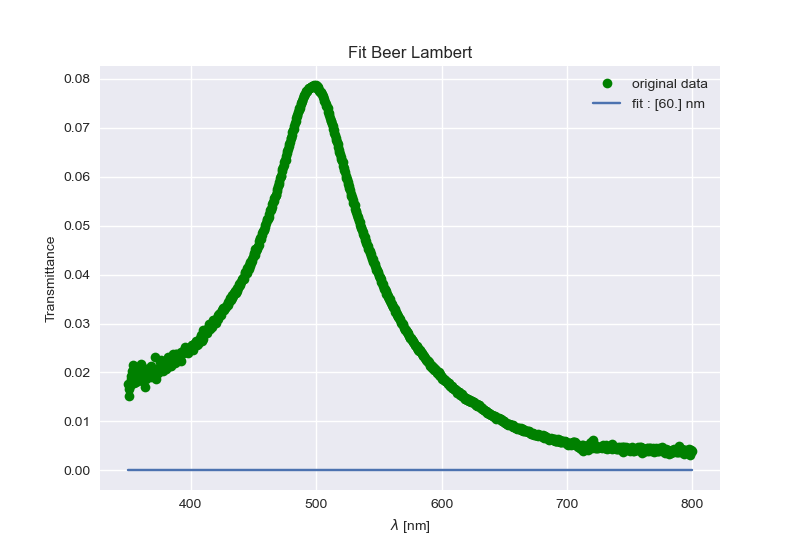 Fit Beer Lambert
original data
fit : [60.] nm
Transmittance
0.08
0.07
0.06
0.05
0.04
0.03
0.02
0.01
0.00
400 500 600 700 800
λ [nm]